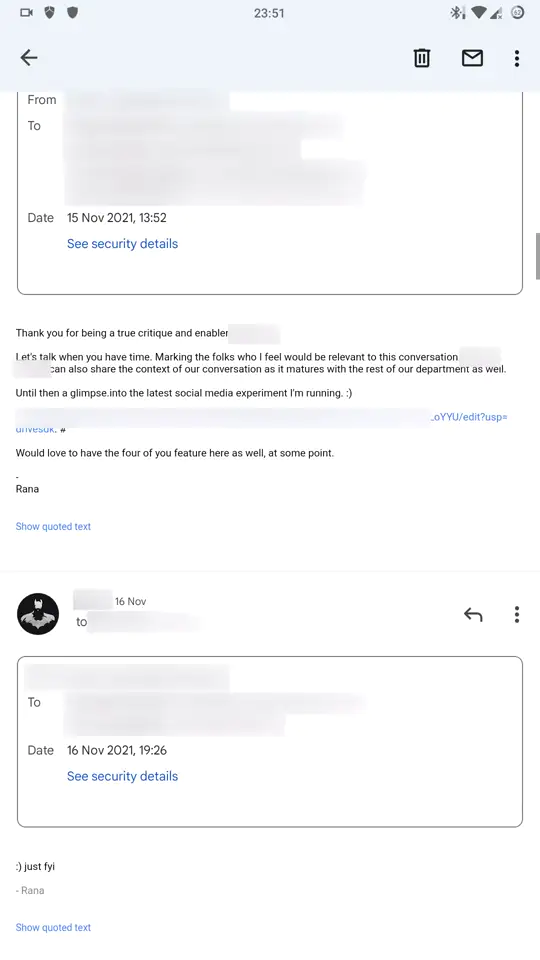 23:51
62
From
To
Date 15 Nov 2021, 13:52
See security details
Thank you for being a true critique and enabler
Let's talk when you have time. Marking the folks who I feel would be relevant to this conversation
can also share the context of our conversation as it matures with the rest of our department as well.
Until then a glimpse.into the latest social media experiment I'm running. :)
_oYYU/edit?usp=
drivesdk. #
Would love to have the four of you feature here as well, at some point.
-
Rana
Show quoted text
16 Nov
to
To
Date 16 Nov 2021, 19:26
See security details
:) just fyi
- Rana
Show quoted text